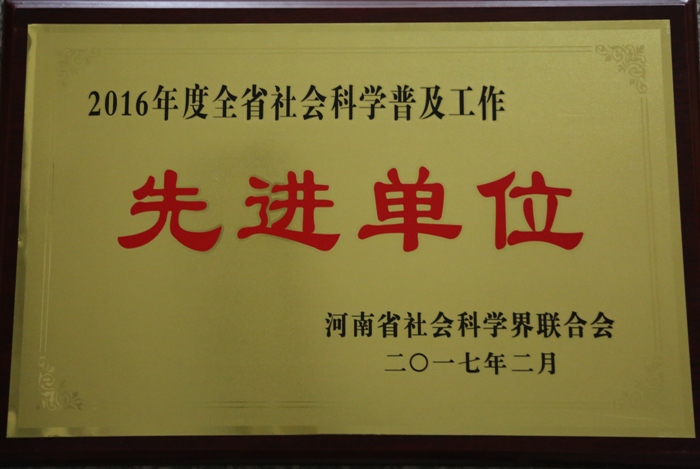 2016年度全省社会科学普及工作
先进单位
河南省社会科学界联合会
二〇一七年二月